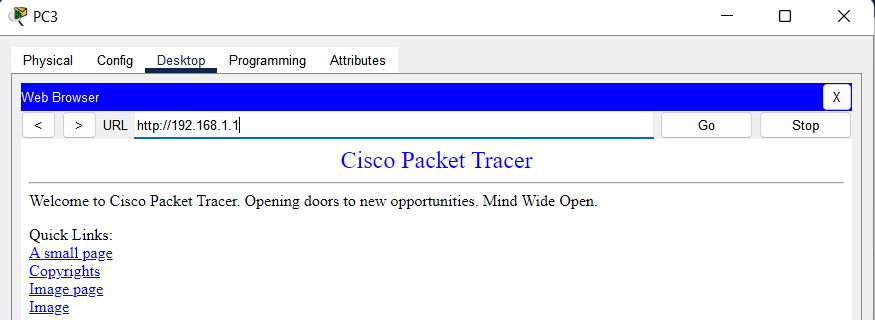 PC3
Physical Config Desktop Programming Attributes
Web Browser X
< > URL http://192.168.1.1 Go Stop
Cisco Packet Tracer
Welcome to Cisco Packet Tracer. Opening doors to new opportunities. Mind Wide Open.
Quick Links:
A small page
Copyrights
Image page
Image